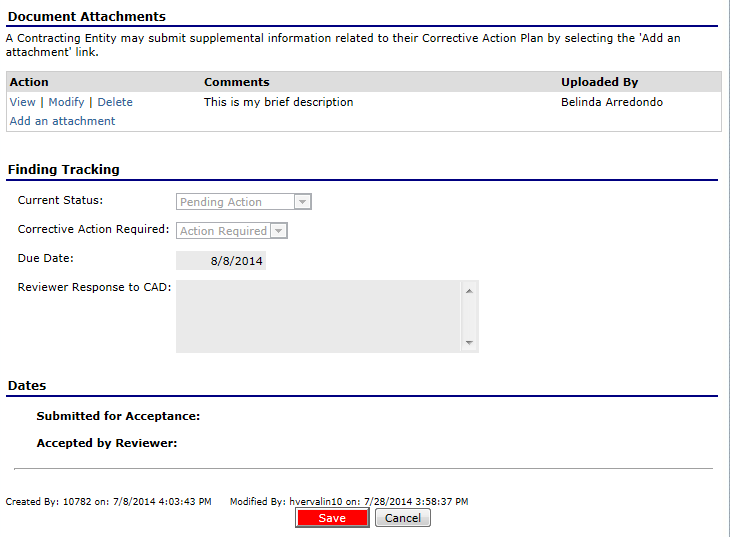 Document Attachments
A Contracting Entity may submit supplemental information related to their Corrective Action Plan by selecting the 'Add an
attachment' link.
Action Comments Uploaded By
View | Modify | Delete This is my brief description Belinda Arredondo
Add an attachment
Finding Tracking
Current Status: Pending Action
Corrective Action Required: Action Required
Due Date: 8/8/2014
Reviewer Response to CAD:
Dates
Submitted for Acceptance:
Accepted by Reviewer:
Created By: 10782 on: 7/8/2014 4:03:43 PM Modified By: hvervalin10 on: 7/28/2014 3:58:37 PM
Save Cancel